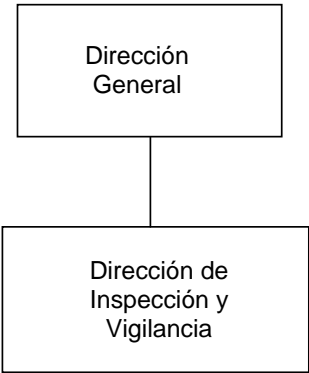 Dirección
General
Dirección de
Inspección y
Vigilancia